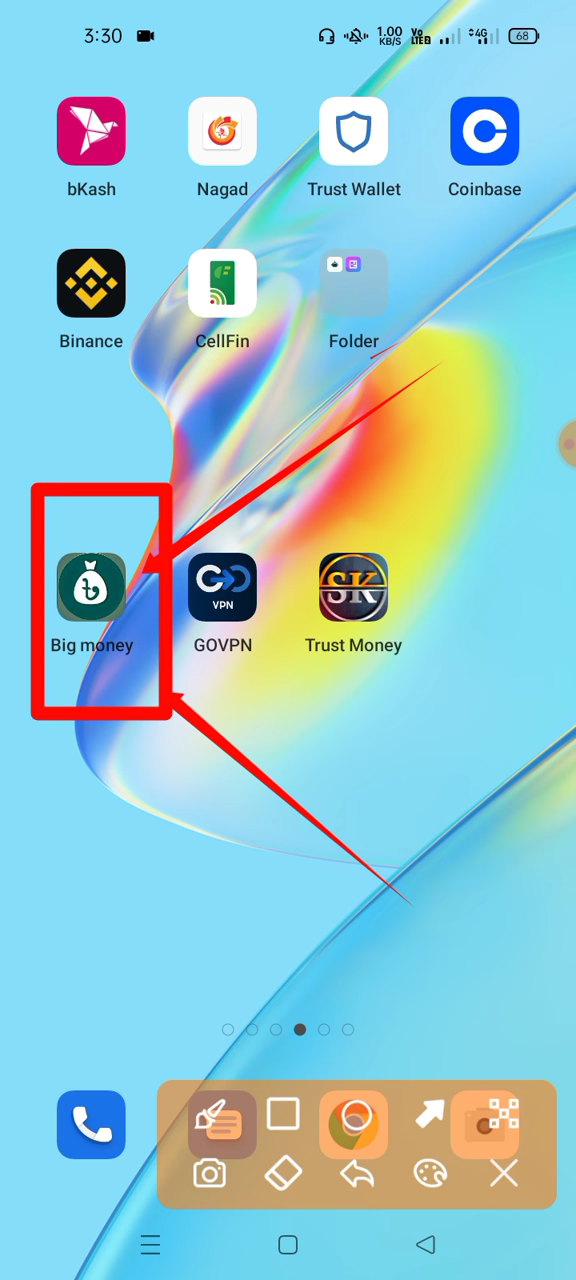 3:30 1.00 KB/S Vo LTE2 4G 68
bKash Nagad Trust Wallet Coinbase
Binance CellFin Folder
৳ VPN SK
Big money GOVPN Trust Money